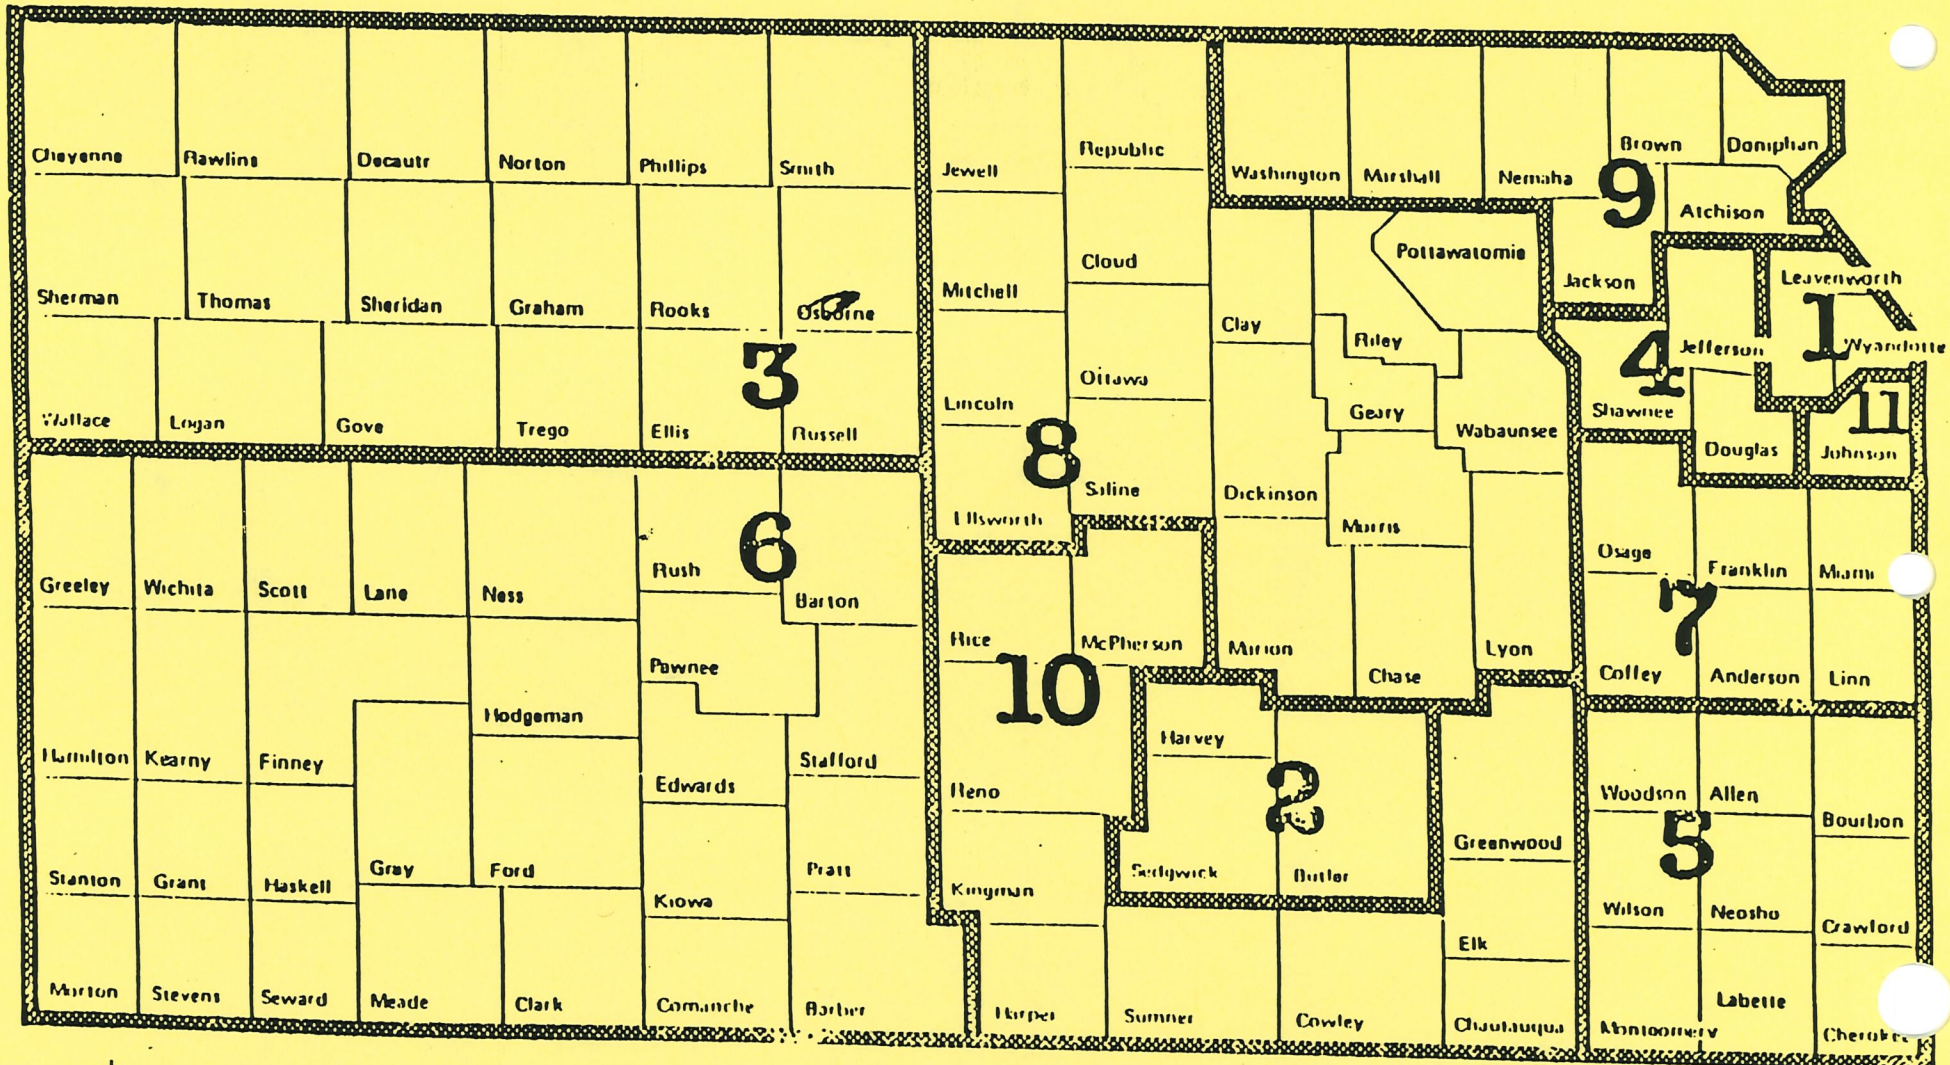 Cheyenne Rawlins Decautr Norton Phillips Smith Jewell Republic Washington Marshall Nemaha Brown Doniphan
9
Atchison
Sherman Thomas Sheridan Graham Rooks Osborne Mitchell Cloud Pottawatomie Jackson Leavenworth
Clay Riley 4 Jefferson 1 Wyandotte
3
Wallace Logan Gove Trego Ellis Russell Lincoln Ottawa Geary Wabaunsee Shawnee Douglas 11 Johnson
8
Ellsworth Saline Dickinson Morris Osage Franklin Miami
6
Greeley Wichita Scott Lane Ness Rush Barton
7
Rice McPherson Marion Chase Lyon Coffey Anderson Linn
10
Pawnee
Hodgeman
Hamilton Kearny Finney Edwards Stafford Reno Harvey
2
Woodson Allen Bourbon
5
Stanton Grant Haskell Gray Ford Kiowa Pratt Kingman Sedgwick Butler Greenwood
Wilson Neosho Crawford
Elk
Morton Stevens Seward Meade Clark Comanche Barber Harper Sumner Cowley Chautauqua Montgomery Labette Cherokee